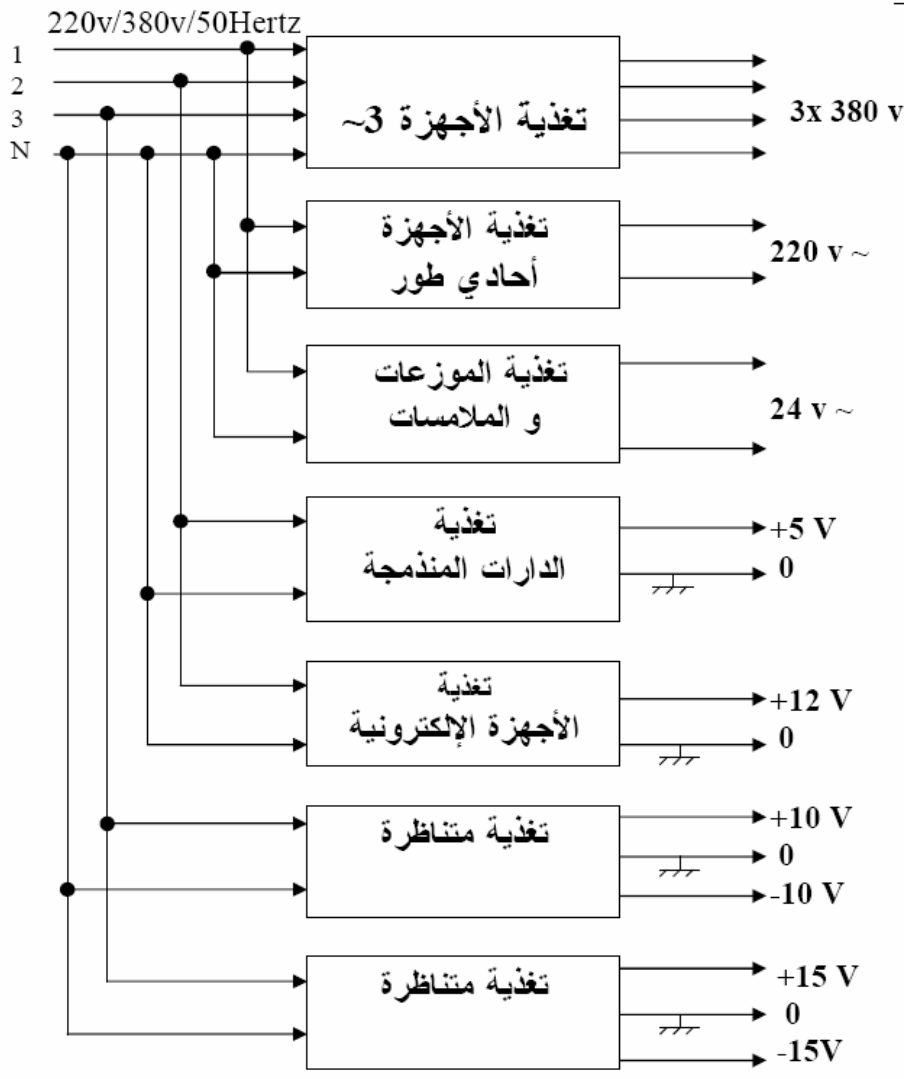 220v/380v/50Hertz
1
2
3
N
تغذية الأجهزة 3~
3x 380 v
تغذية الأجهزة
أحادي طور
220 v ~
تغذية الموزعات
و الملامسات
24 v ~
تغذية
الدارات المنذمجة
+5 V
0
تغذية
الأجهزة الإلكترونية
+12 V
0
تغذية متناظرة
+10 V
0
-10 V
تغذية متناظرة
+15 V
0
-15V